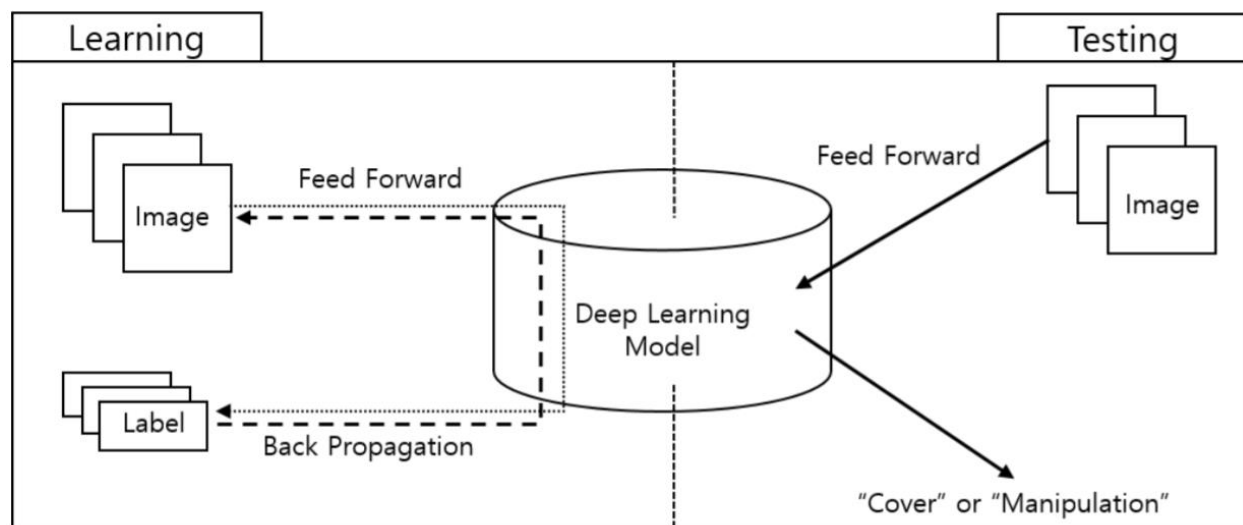 Learning
Testing
Feed Forward
Image
Feed Forward
Image
Deep Learning
Model
Label
Back Propagation
“Cover” or “Manipulation”